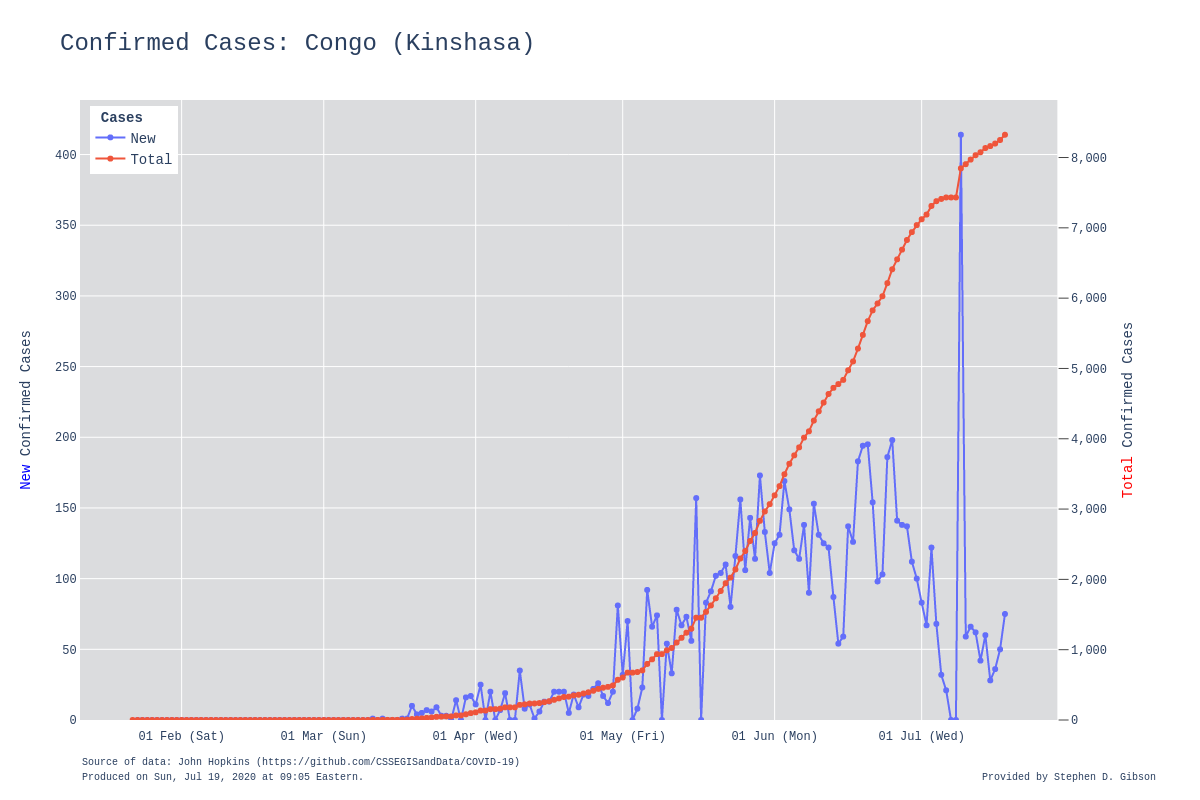 Confirmed Cases: Congo (Kinshasa)
Cases
New
Total
400
350
300
250
200
150
100
50
0
8,000
7,000
6,000
5,000
4,000
3,000
2,000
1,000
0
New Confirmed Cases
Total Confirmed Cases
01 Feb (Sat)
01 Mar (Sun)
01 Apr (Wed)
01 May (Fri)
01 Jun (Mon)
01 Jul (Wed)
Source of data: John Hopkins (https://github.com/CSSEGISandData/COVID-19)
Produced on Sun, Jul 19, 2020 at 09:05 Eastern.
Provided by Stephen D. Gibson